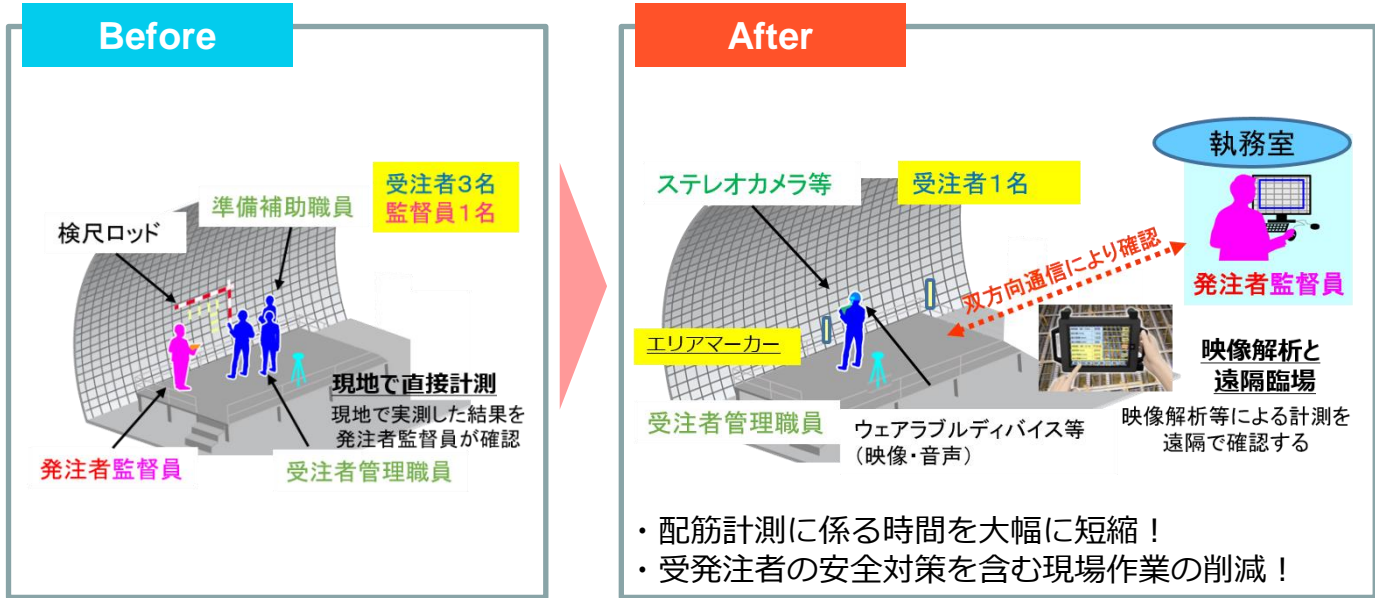 Before
受注者３名
監督員１名
準備補助職員
検尺ロッド
現地で直接計測
現地で実測した結果を
発注者監督員が確認
発注者監督員
受注者管理職員
After
執務室
ステレオカメラ等
受注者１名
双方向通信により確認
発注者監督員
エリアマーカー
映像解析と
遠隔臨場
受注者管理職員
ウェアラブルディバイス等
（映像・音声）
映像解析等による計測を
遠隔で確認する
・配筋計測に係る時間を大幅に短縮！
・受発注者の安全対策を含む現場作業の削減！